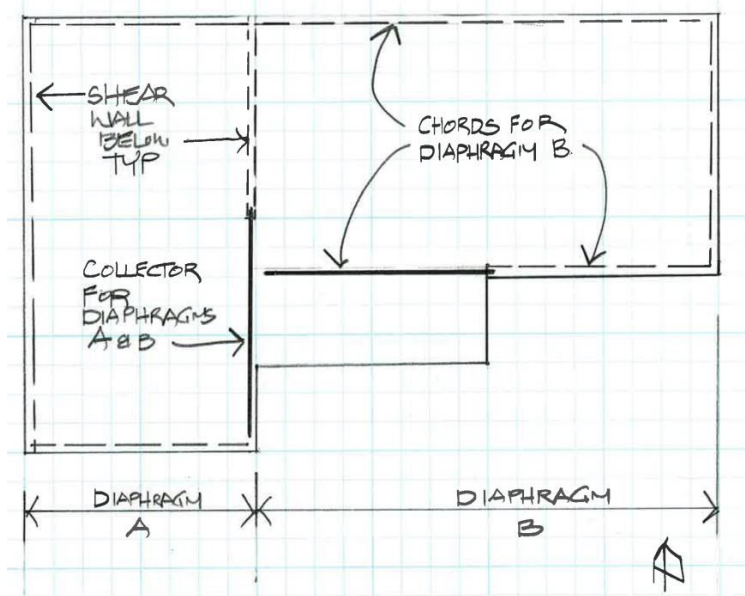 SHEAR
WALL
BELOW
TYP
CHORDS FOR
DIAPHRAGM B
COLLECTOR
FOR
DIAPHRAGMS
A & B
DIAPHRAGM
A
DIAPHRAGM
B